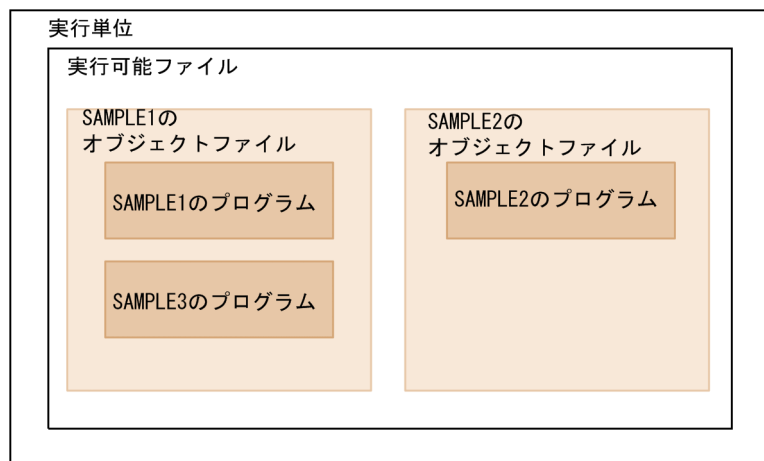 実行単位
実行可能ファイル
SAMPLE1の
オブジェクトファイル
SAMPLE1のプログラム
SAMPLE3のプログラム
SAMPLE2の
オブジェクトファイル
SAMPLE2のプログラム